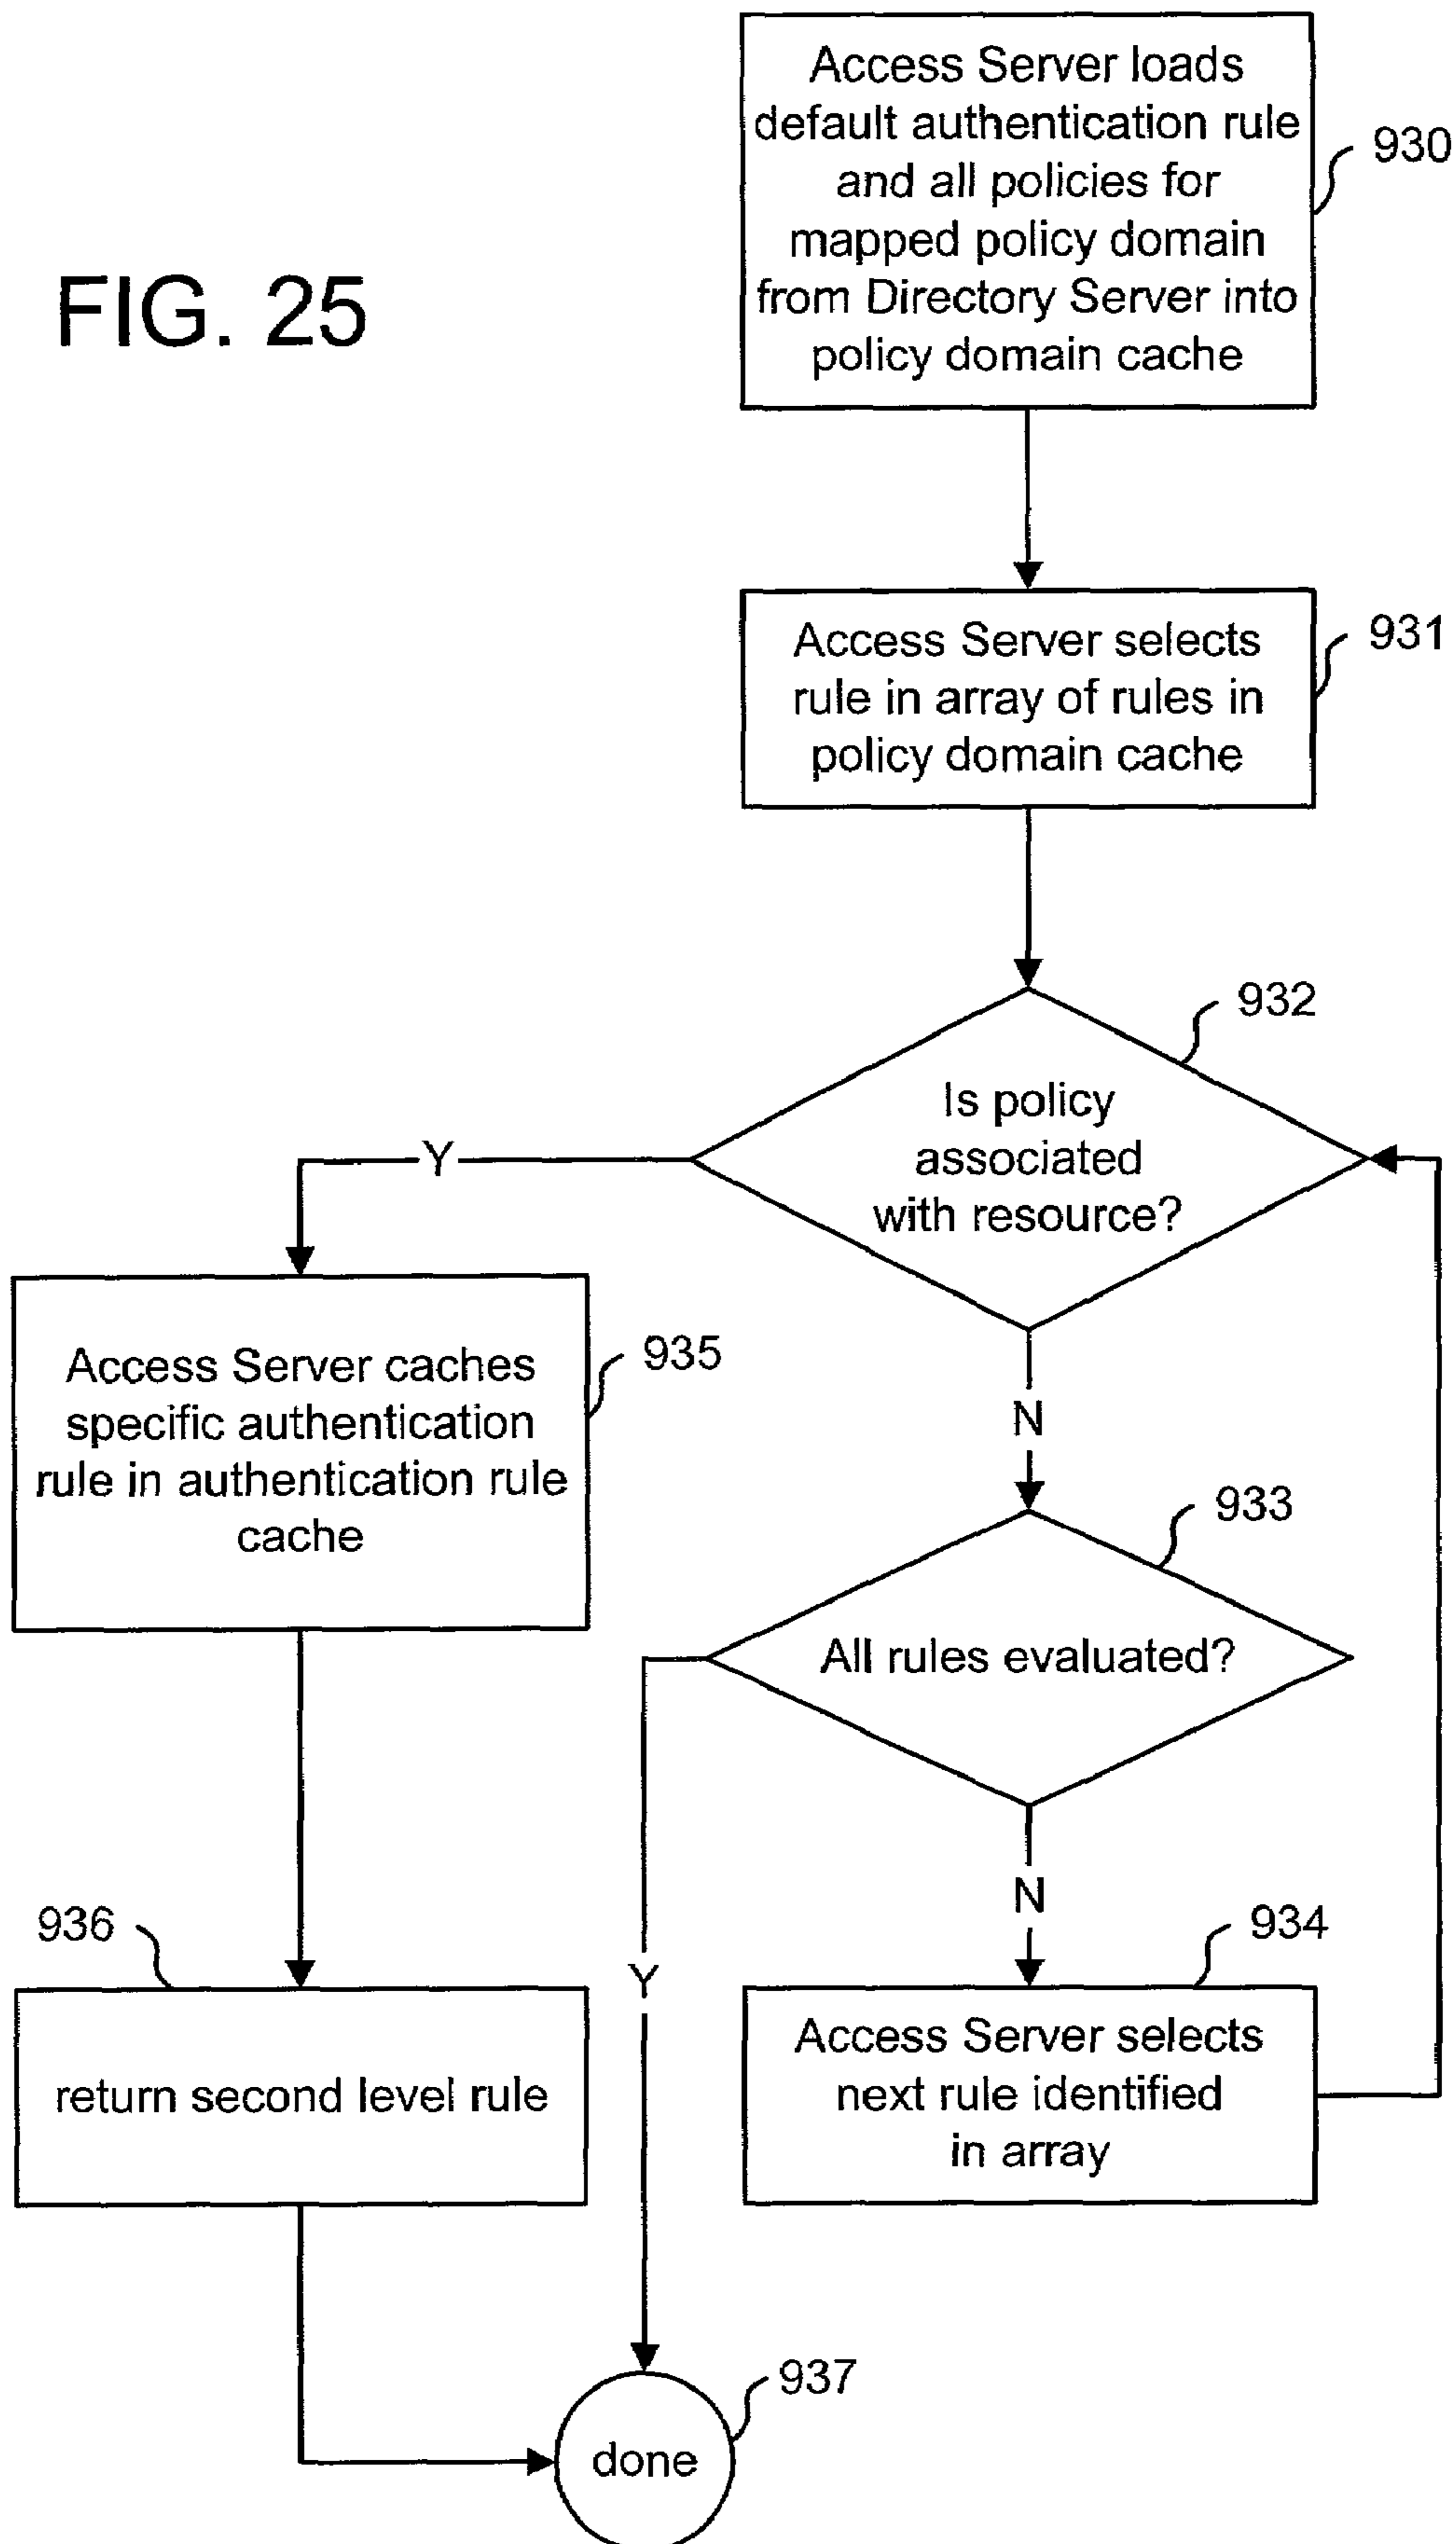 FIG. 25
Access Server loads
default authentication rule
and all policies for
mapped policy domain
from Directory Server into
policy domain cache
930
Access Server selects
rule in array of rules in
policy domain cache
931
932
Is policy
associated
with resource?
Y
N
Access Server caches
specific authentication
rule in authentication rule
cache
935
933
All rules evaluated?
Y
N
936
return second level rule
934
Access Server selects
next rule identified
in array
937
done